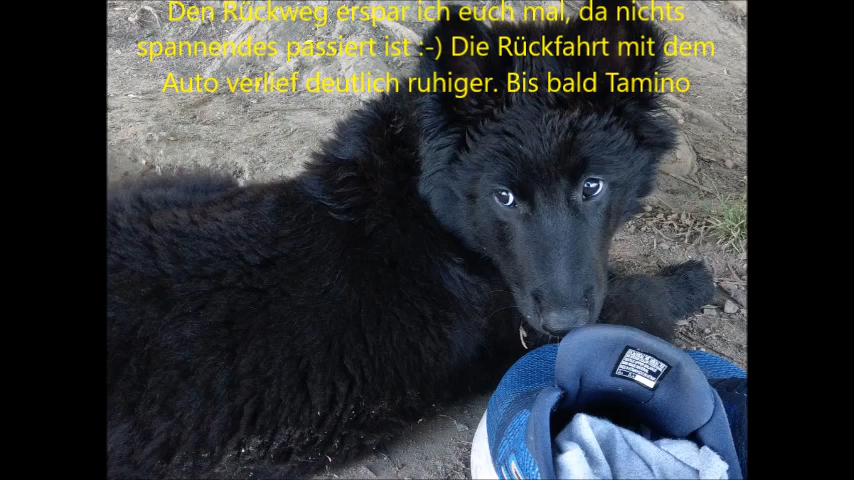 Den Rückweg erspar ich euch mal, da nichts
spannendes passiert ist :-) Die Rückfahrt mit dem
Auto verlief deutlich ruhiger. Bis bald Tamino